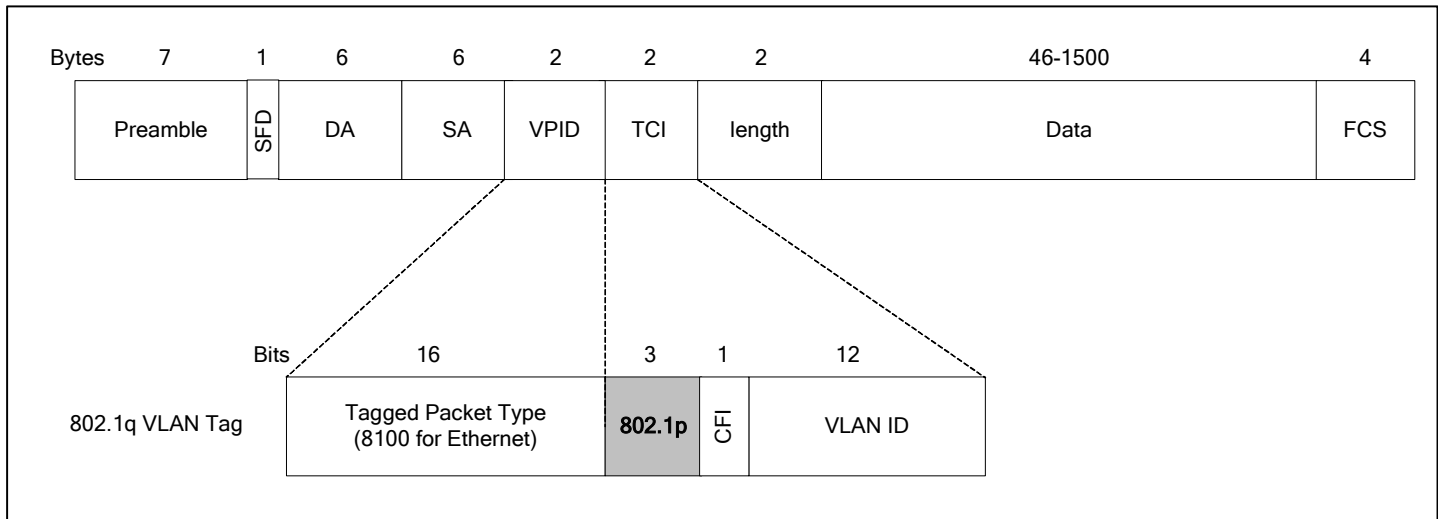 Bytes 7 1 6 6 2 2 2 46-1500 4
Preamble SFD DA SA VPID TCI length Data FCS
Bits 16 3 1 12
802.1q VLAN Tag
Tagged Packet Type
(8100 for Ethernet)
802.1p CFI VLAN ID